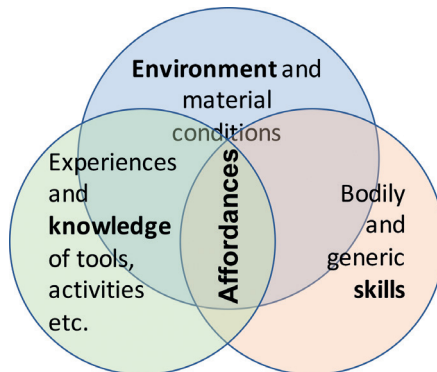 Environment and
material
conditions
Experiences
and
knowledge
of tools,
activities
etc.
Affordances
Bodily
and
generic
skills